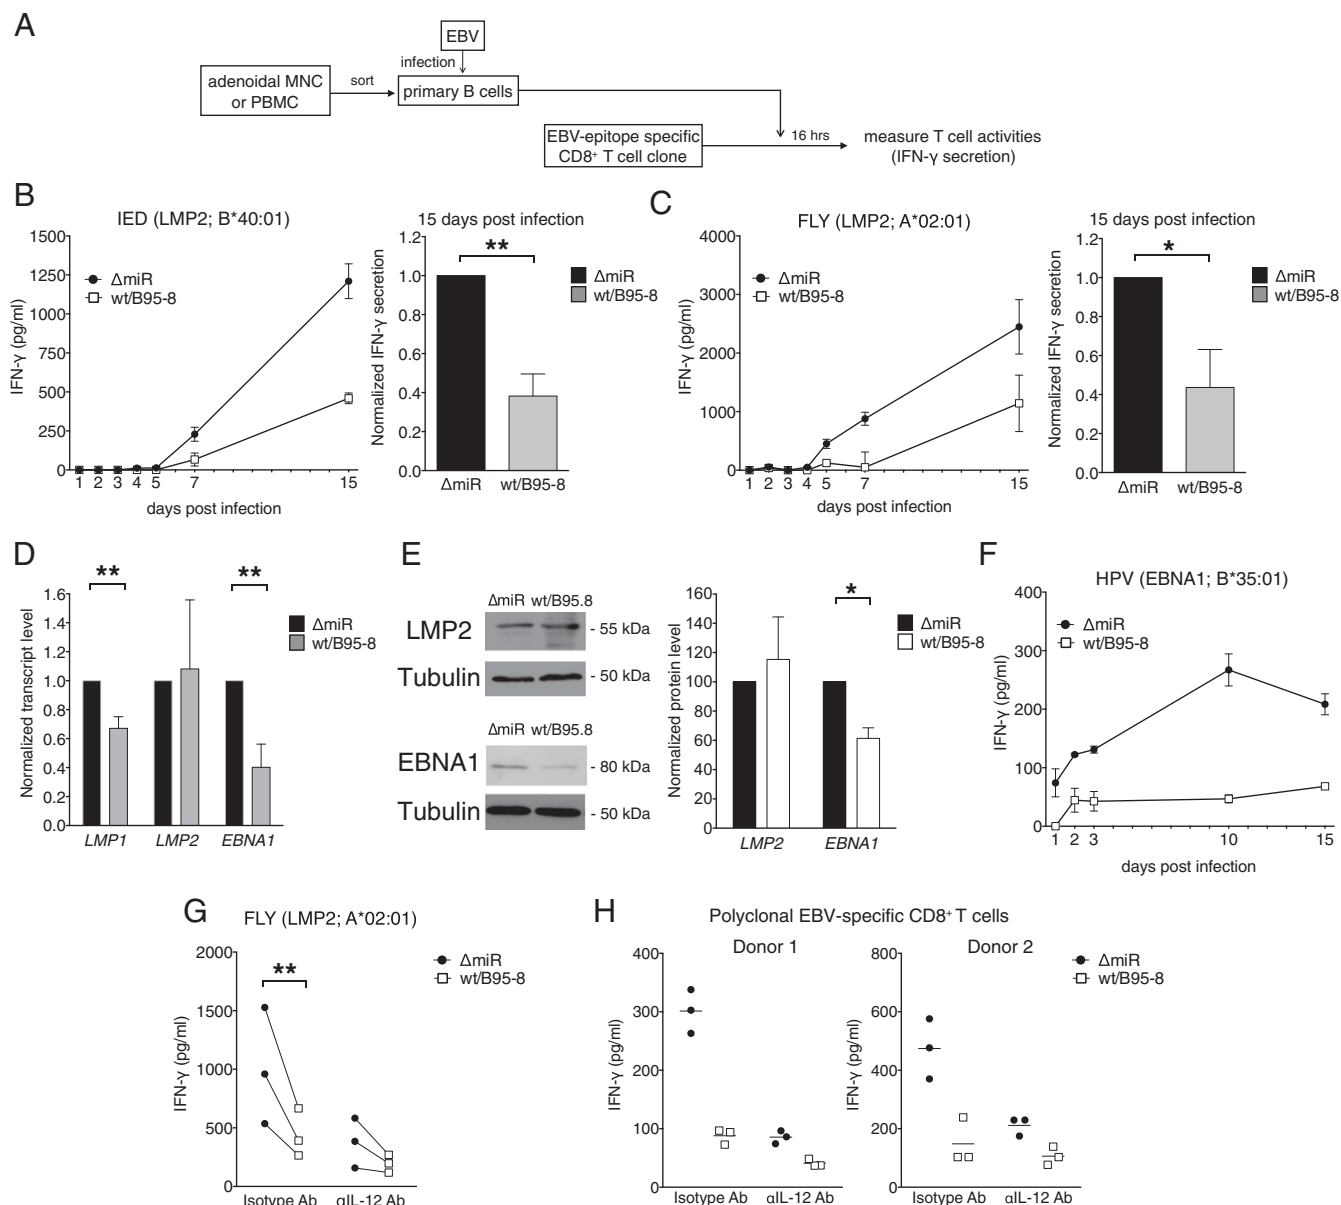 A
EBV
infection
adenoidal MNC
or PBMC
sort
primary B cells
EBV-epitope specific
CD8+ T cell clone
16 hrs
measure T cell activities
(IFN-γ secretion)
B
IED (LMP2; B*40:01)
IFN-γ (pg/ml)
1500
1250
1000
750
500
250
0
ΔmiR
wt/B95-8
1 2 3 4 5 7 15
days post infection
15 days post infection
Normalized IFN-γ secretion
1.2
1.0
0.8
0.6
0.4
0.2
0.0
**
ΔmiR wt/B95-8
ΔmiR
wt/B95-8
C
FLY (LMP2; A*02:01)
IFN-γ (pg/ml)
4000
3000
2000
1000
0
ΔmiR
wt/B95-8
1 2 3 4 5 7 15
days post infection
15 days post infection
Normalized IFN-γ secretion
1.2
1.0
0.8
0.6
0.4
0.2
0.0
*
ΔmiR wt/B95-8
ΔmiR
wt/B95-8
D
Normalized transcript level
1.6
1.4
1.2
1.0
0.8
0.6
0.4
0.2
0.0
** **
LMP1 LMP2 EBNA1
ΔmiR
wt/B95-8
E
ΔmiR wt/B95.8
LMP2 - 55 kDa
Tubulin - 50 kDa
ΔmiR wt/B95.8
EBNA1 - 80 kDa
Tubulin - 50 kDa
Normalized protein level
160
140
120
100
80
60
40
20
0
*
LMP2 EBNA1
ΔmiR
wt/B95-8
F
HPV (EBNA1; B*35:01)
IFN-γ (pg/ml)
400
300
200
100
0
ΔmiR
wt/B95-8
1 2 3 10 15
days post infection
G
FLY (LMP2; A*02:01)
IFN-γ (pg/ml)
2000
1500
1000
500
0
**
Isotype Ab αIL-12 Ab
ΔmiR
wt/B95-8
H
Polyclonal EBV-specific CD8+ T cells
Donor 1
IFN-γ (pg/ml)
400
300
200
100
0
Isotype Ab αIL-12 Ab
Donor 2
IFN-γ (pg/ml)
800
600
400
200
0
Isotype Ab αIL-12 Ab
ΔmiR
wt/B95-8